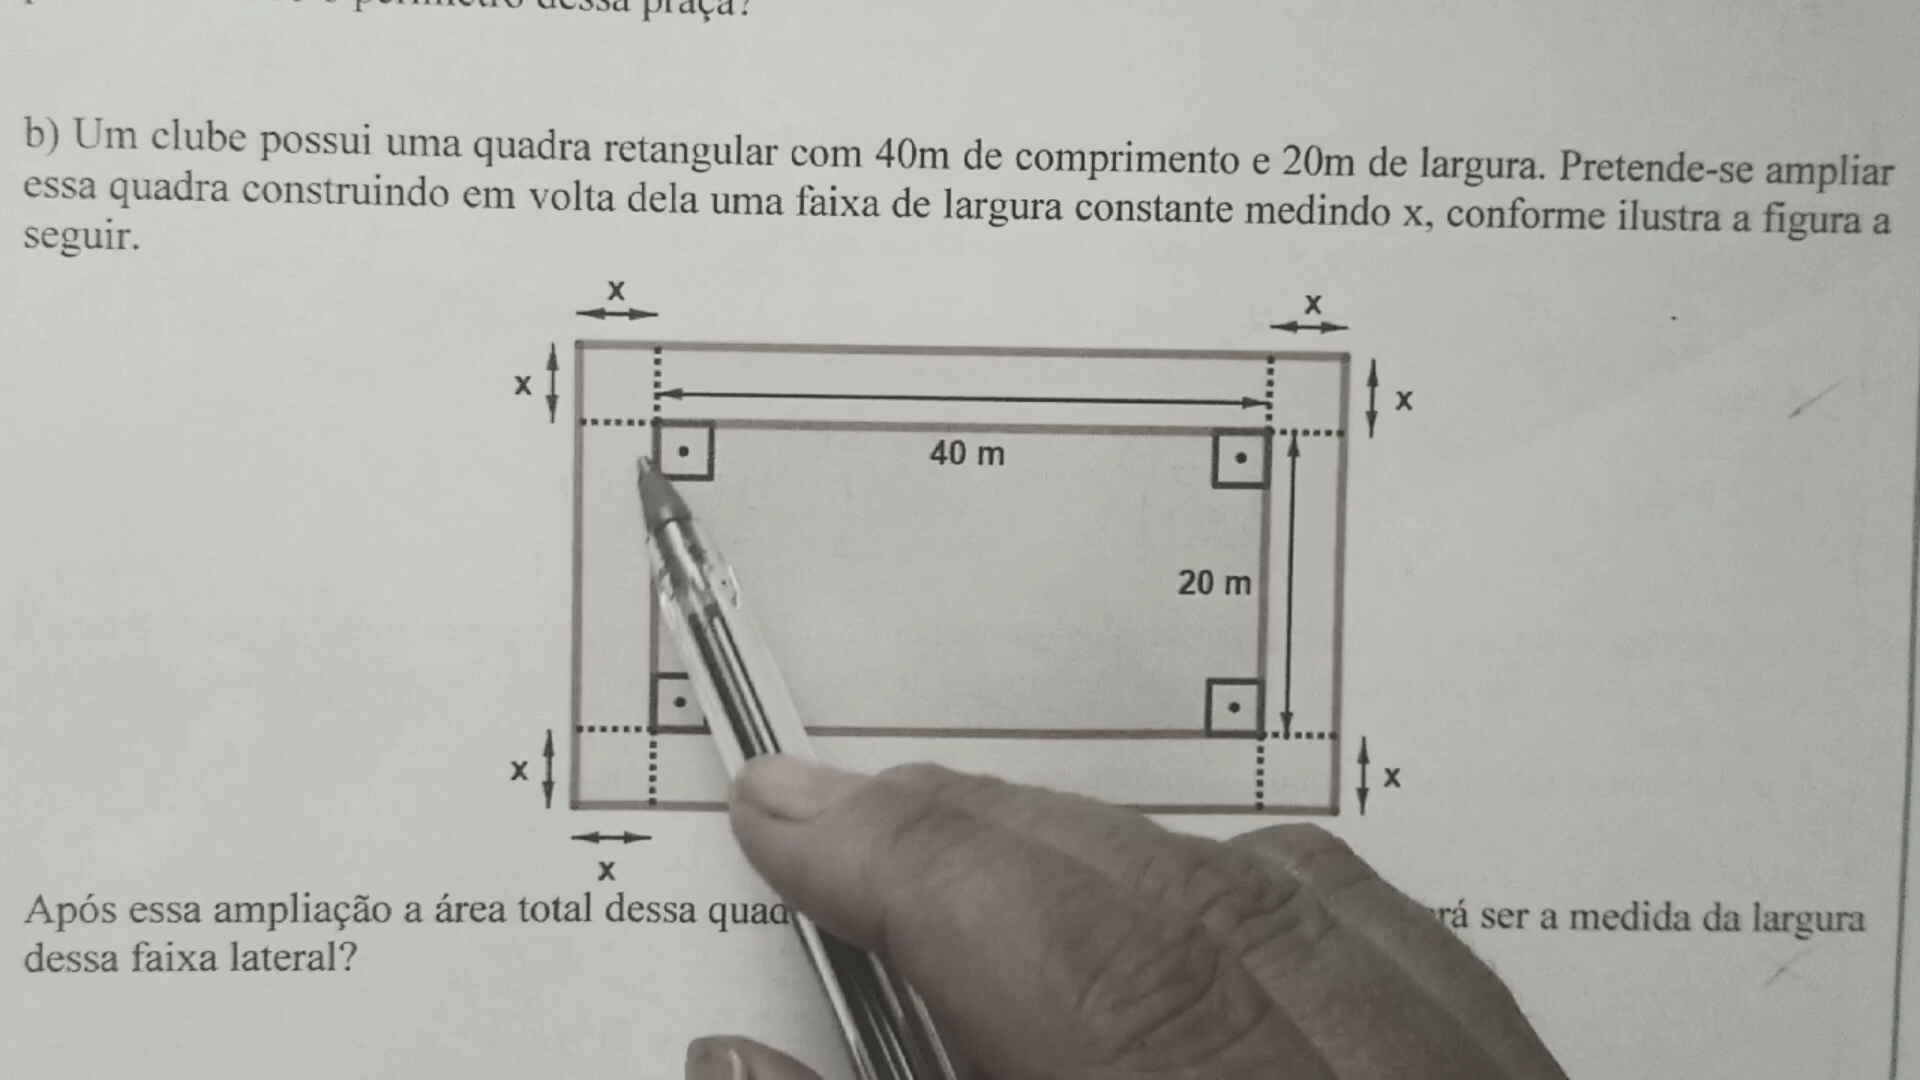 dessa praça?
b) Um clube possui uma quadra retangular com 40m de comprimento e 20m de largura. Pretende-se ampliar
essa quadra construindo em volta dela uma faixa de largura constante medindo x, conforme ilustra a figura a
seguir.
x
x
x
x
40 m
20 m
x
x
x
Após essa ampliação a área total dessa ser a medida da largura
dessa faixa lateral?